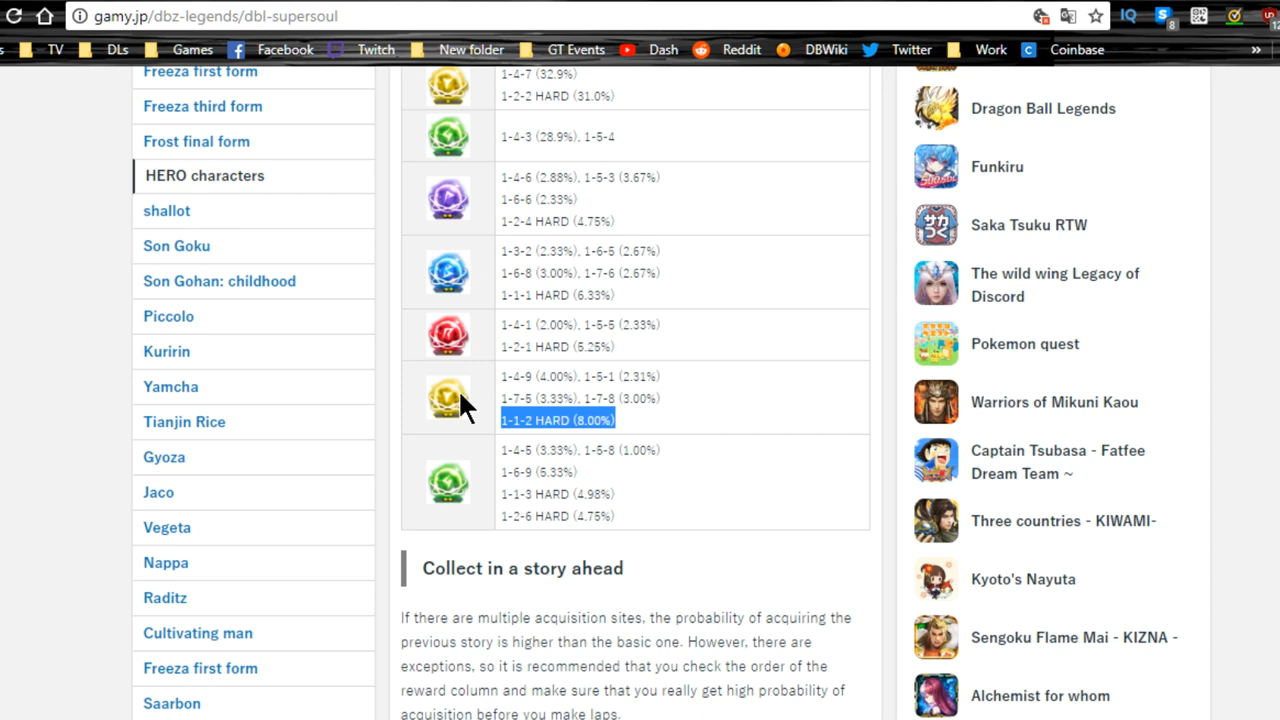 gamy.jp/dbz-legends/dbl-supersoul
8
12
s TV DLs Games Facebook Twitch New folder GT Events Dash Reddit DBWiki Twitter Work Coinbase »
Freeza first form
Freeza third form
Frost final form
HERO characters
shallot
Son Goku
Son Gohan: childhood
Piccolo
Kuririn
Yamcha
Tianjin Rice
Gyoza
Jaco
Vegeta
Nappa
Raditz
Cultivating man
Freeza first form
Saarbon
1-4-7 (32.9%)
1-2-2 HARD (31.0%)
1-4-3 (28.9%), 1-5-4
1-4-6 (2.88%), 1-5-3 (3.67%)
1-6-6 (2.33%)
1-2-4 HARD (4.75%)
1-3-2 (2.33%), 1-6-5 (2.67%)
1-6-8 (3.00%), 1-7-6 (2.67%)
1-1-1 HARD (6.33%)
1-4-1 (2.00%), 1-5-5 (2.33%)
1-2-1 HARD (5.25%)
1-4-9 (4.00%), 1-5-1 (2.31%)
1-7-5 (3.33%), 1-7-8 (3.00%)
1-1-2 HARD (8.00%)
1-4-5 (3.33%), 1-5-8 (1.00%)
1-6-9 (5.33%)
1-1-3 HARD (4.98%)
1-2-6 HARD (4.75%)
Collect in a story ahead
If there are multiple acquisition sites, the probability of acquiring the
previous story is higher than the basic one. However, there are
exceptions, so it is recommended that you check the order of the
reward column and make sure that you really get high probability of
acquisition before you make laps.
Dragon Ball Legends
Funkiru
Saka Tsuku RTW
The wild wing Legacy of
Discord
Pokemon quest
Warriors of Mikuni Kaou
Captain Tsubasa - Fatfee
Dream Team ~
Three countries - KIWAMI-
Kyoto's Nayuta
Sengoku Flame Mai - KIZNA -
Alchemist for whom